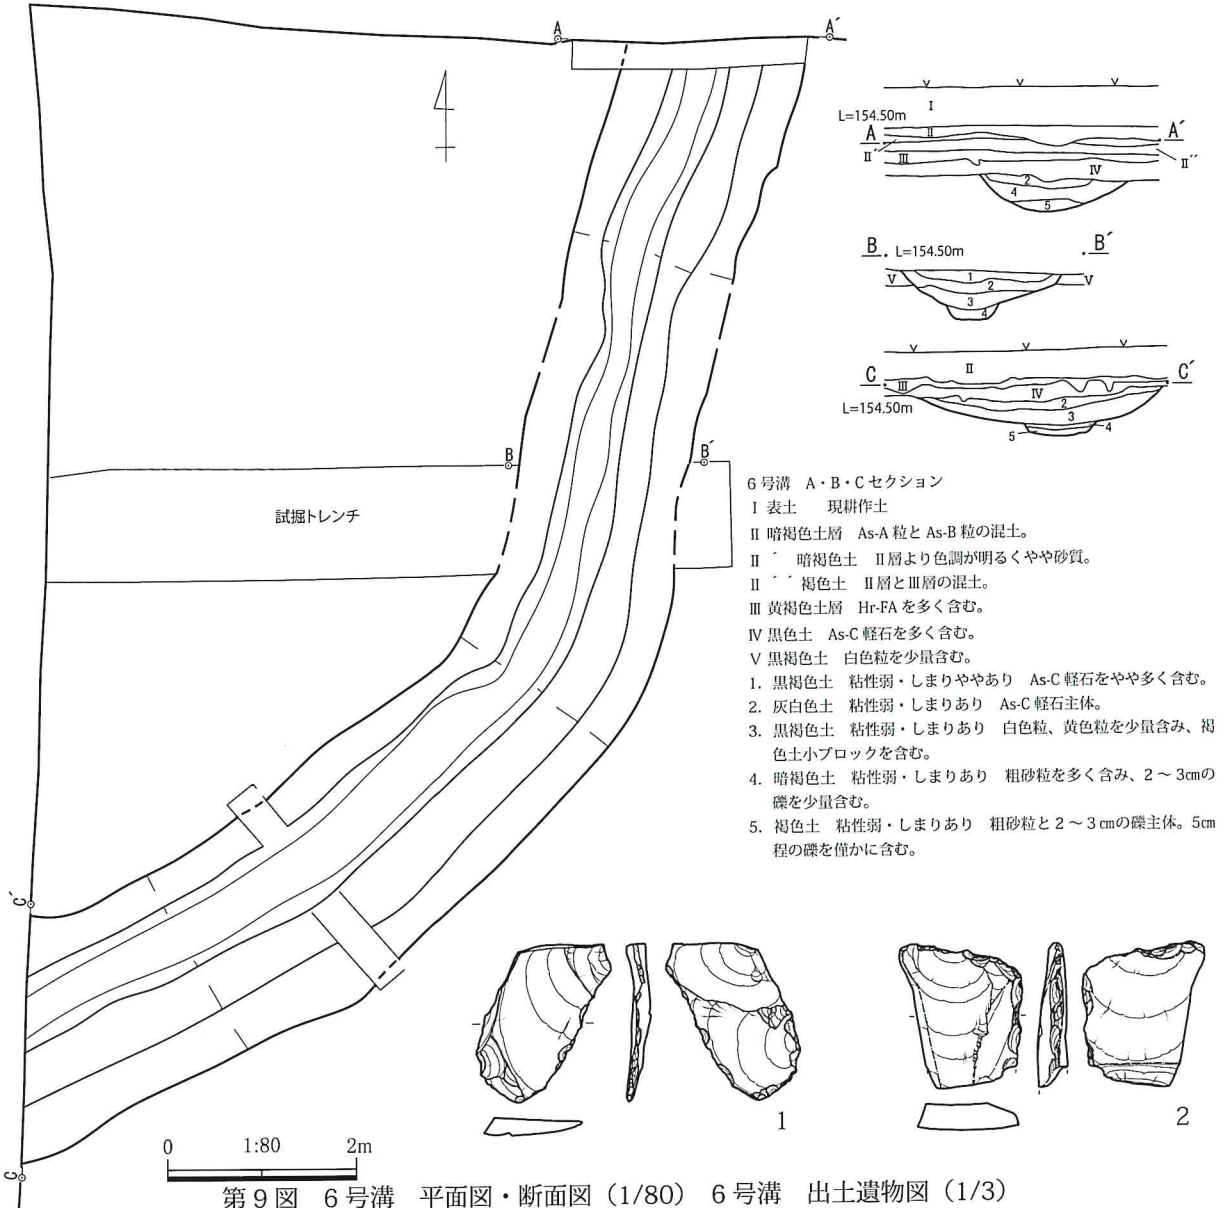 A
A´
L=154.50m
I
II
A
A´
II´
III
IV
II´´
2
4
5
B
L=154.50m
B´
V
1
2
3
4
V
C
II
C´
III
IV
2
L=154.50m
3
5
4
B
B´
試掘トレンチ
6号溝 A・B・Cセクション
I 表土 現耕作土
II 暗褐色土層 As-A 粒と As-B 粒の混土。
II ´ 暗褐色土 II層より色調が明るくやや砂質。
II ´´ 褐色土 II層とIII層の混土。
III 黄褐色土層 Hr-FA を多く含む。
IV 黒色土 As-C 軽石を多く含む。
V 黒褐色土 白色粒を少量含む。
1. 黒褐色土 粘性弱・しまりややあり As-C 軽石をやや多く含む。
2. 灰白色土 粘性弱・しまりあり As-C 軽石主体。
3. 黒褐色土 粘性弱・しまりあり 白色粒、黄色粒を少量含み、褐
色土小ブロックを含む。
4. 暗褐色土 粘性弱・しまりあり 粗砂粒を多く含み、2～3cmの
礫を少量含む。
5. 褐色土 粘性弱・しまりあり 粗砂粒と2～3cmの礫主体。5cm
程の礫を僅かに含む。
C´
C
1
2
0 1:80 2m
第9図 6号溝 平面図・断面図（1/80） 6号溝 出土遺物図（1/3）